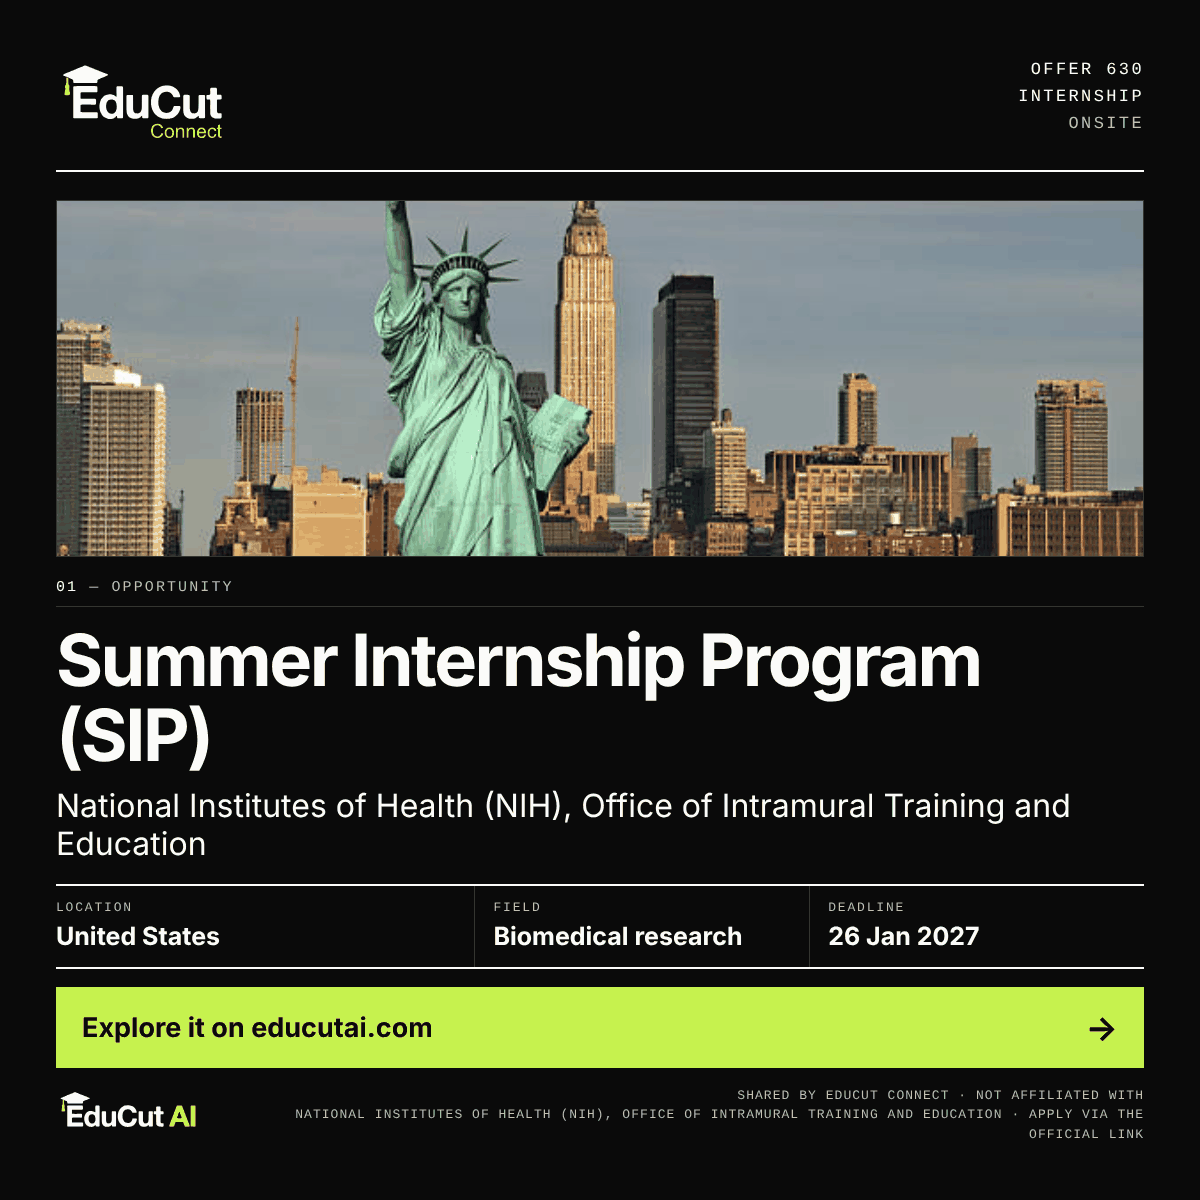 EduCut
Connect
OFFER 630
INTERNSHIP
ONSITE
01 — OPPORTUNITY
Summer Internship Program
(SIP)
National Institutes of Health (NIH), Office of Intramural Training and
Education
LOCATION
United States
FIELD
Biomedical research
DEADLINE
26 Jan 2027
Explore it on educutai.com
→
EduCut AI
SHARED BY EDUCUT CONNECT · NOT AFFILIATED WITH
NATIONAL INSTITUTES OF HEALTH (NIH), OFFICE OF INTRAMURAL TRAINING AND EDUCATION · APPLY VIA THE
OFFICIAL LINK